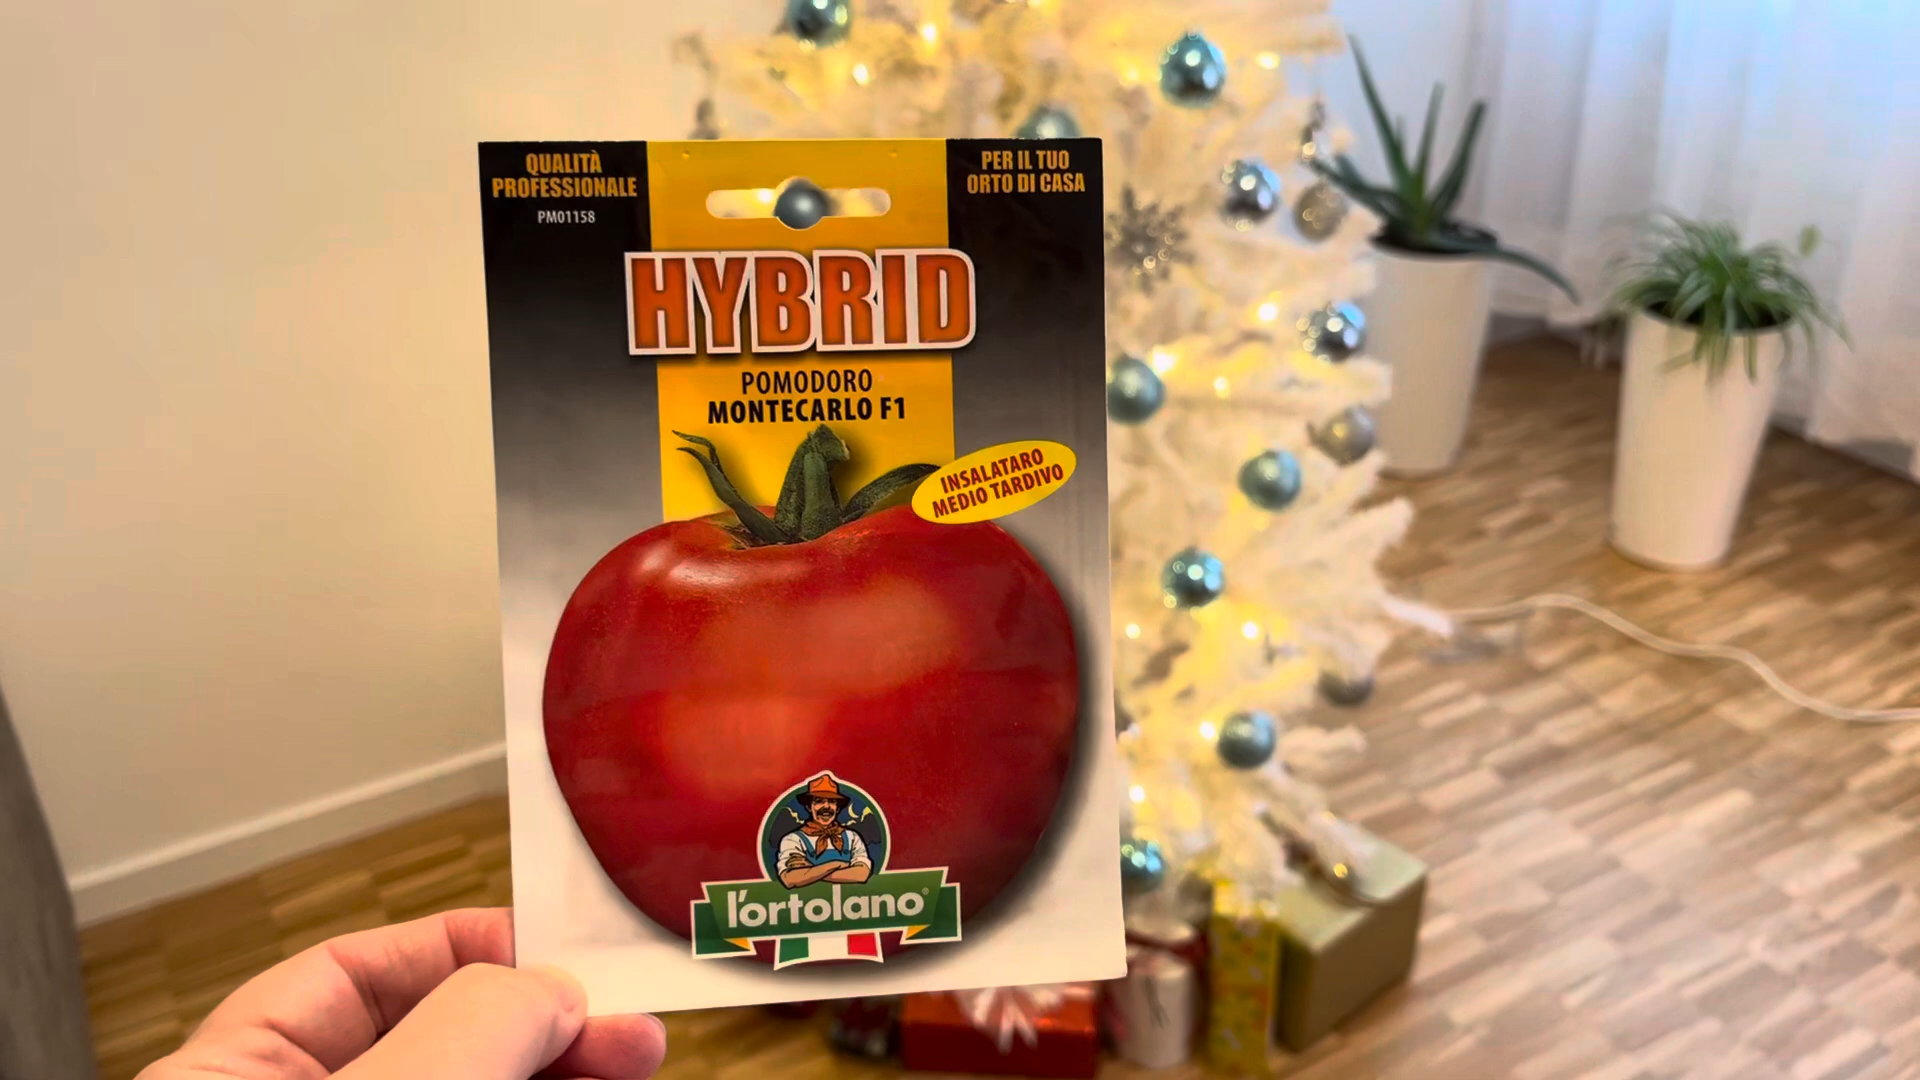 QUALITÀ
PROFESSIONALE
PM01158
PER IL TUO
ORTO DI CASA
HYBRID
POMODORO
MONTECARLO F1
INSALATARO
MEDIO TARDIVO
l'ortolano®